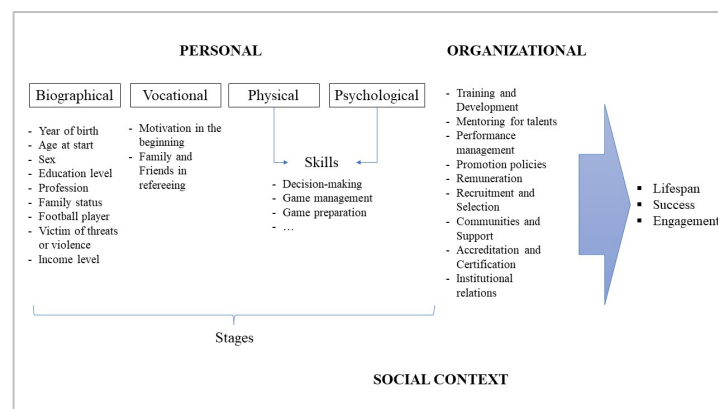 PERSONAL
ORGANIZATIONAL
Biographical
Vocational
Physical
Psychological
- Year of birth
- Age at start
- Sex
- Education level
- Profession
- Family status
- Football player
- Victim of threats
or violence
- Income level
- Motivation in the
beginning
- Family and
Friends in
refereeing
Skills
- Decision-making
- Game management
- Game preparation
- ...
- Training and
Development
- Mentoring for talents
- Performance
management
- Promotion policies
- Remuneration
- Recruitment and
Selection
- Communities and
Support
- Accreditation and
Certification
- Institutional
relations
▪ Lifespan
▪ Success
▪ Engagement
Stages
SOCIAL CONTEXT